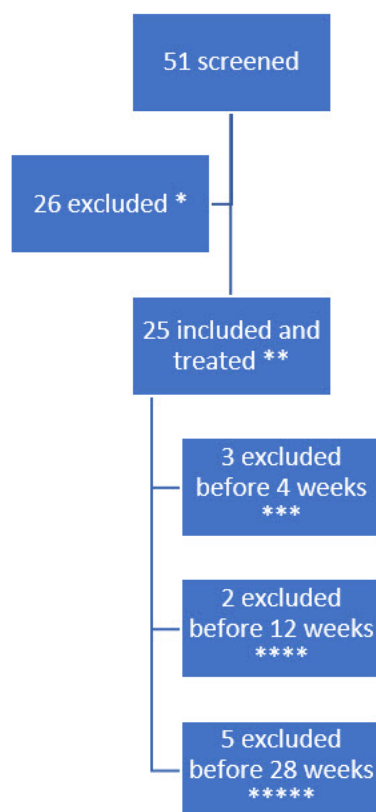 51 screened
26 excluded *
25 included and
treated **
3 excluded
before 4 weeks
***
2 excluded
before 12 weeks
****
5 excluded
before 28 weeks
*****